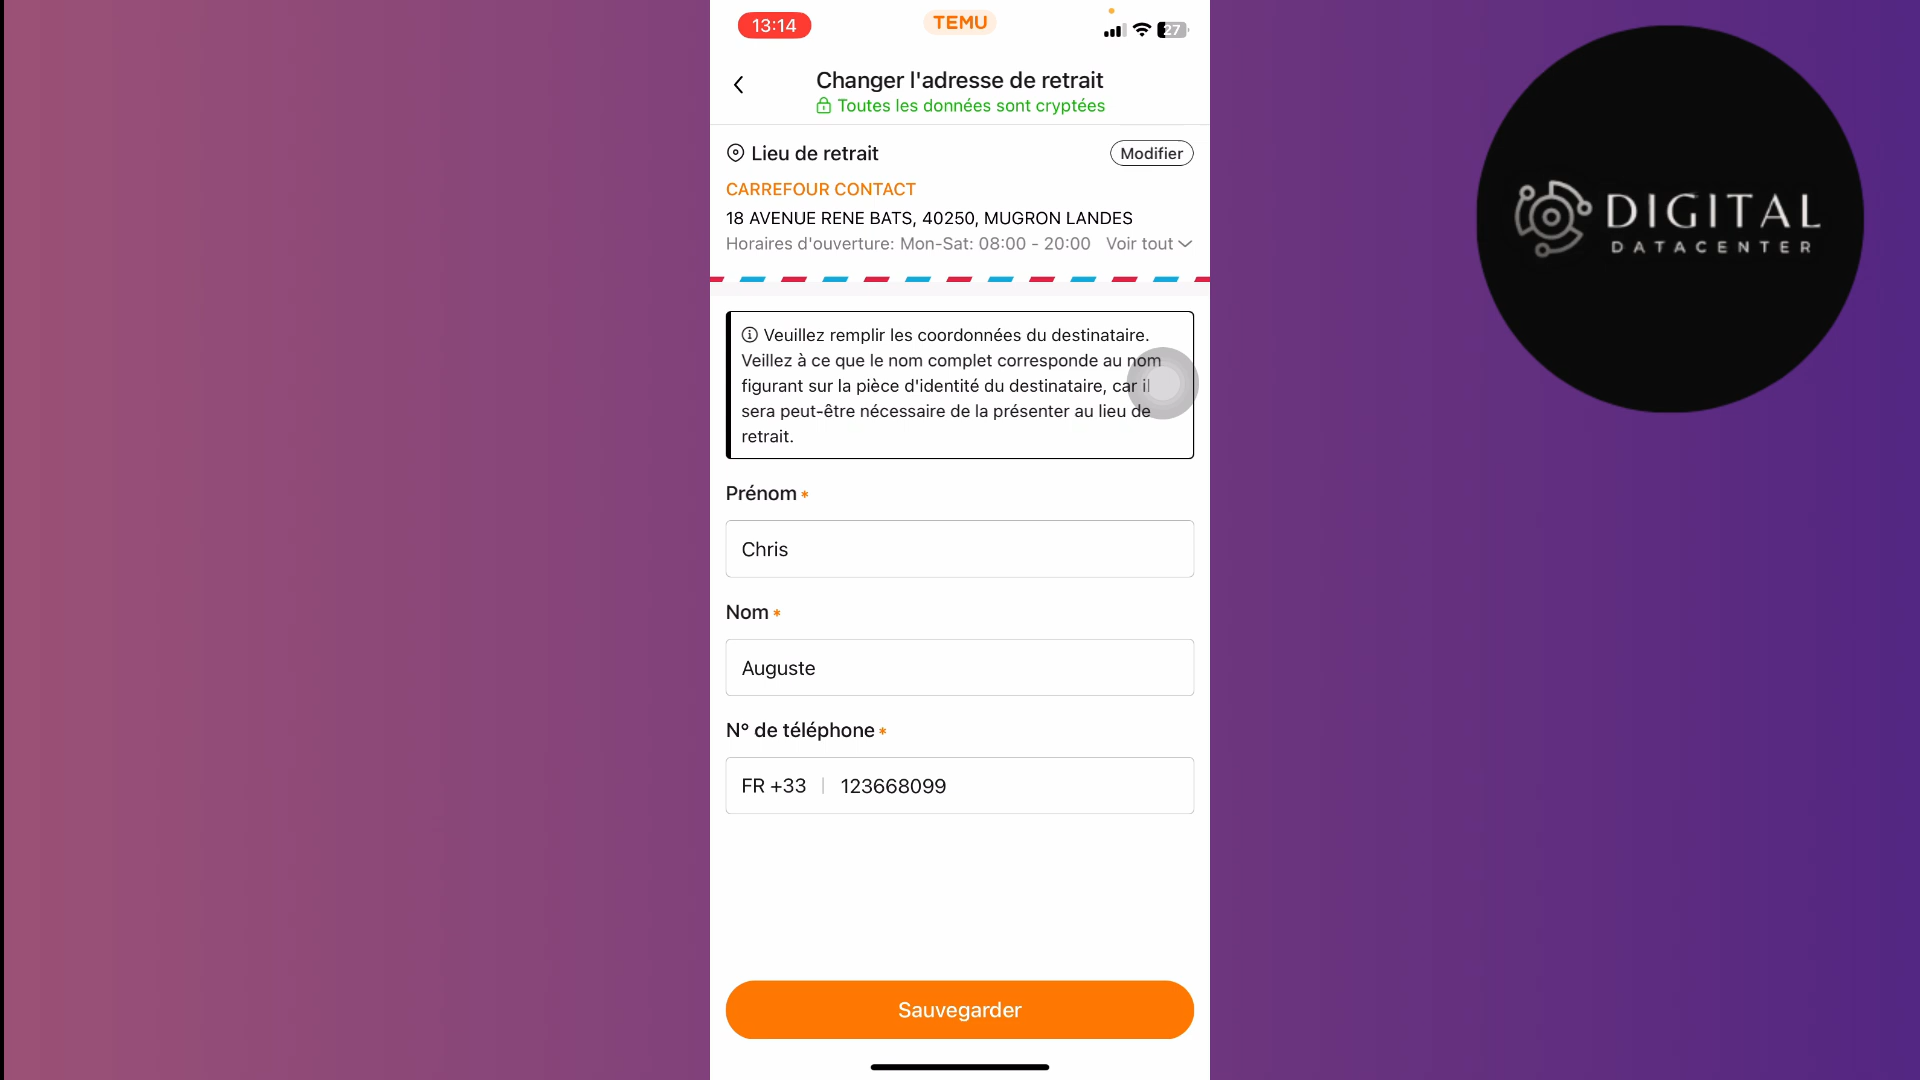 13:14
TEMU
27
Changer l'adresse de retrait
Toutes les données sont cryptées
Lieu de retrait
Modifier
CARREFOUR CONTACT
18 AVENUE RENE BATS, 40250, MUGRON LANDES
Horaires d'ouverture: Mon-Sat: 08:00 - 20:00 Voir tout
Veuillez remplir les coordonnées du destinataire.
Veillez à ce que le nom complet corresponde au nom
figurant sur la pièce d'identité du destinataire, car il
sera peut-être nécessaire de la présenter au lieu de
retrait.
Prénom *
Chris
Nom *
Auguste
N° de téléphone *
FR +33 | 123668099
Sauvegarder
DIGITAL
DATACENTER